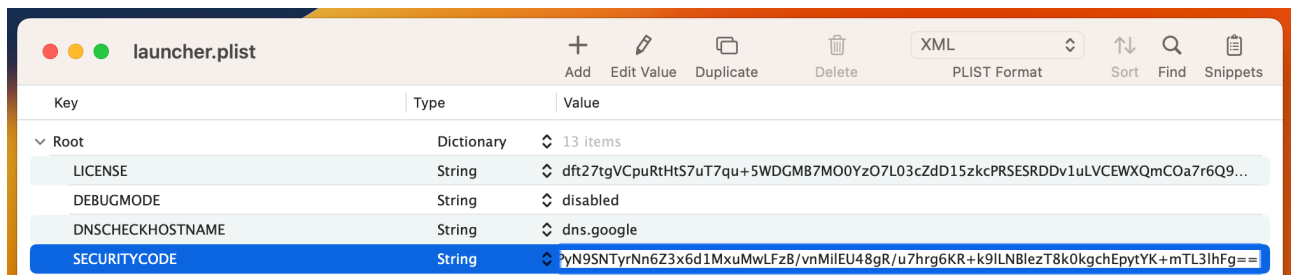 launcher.plist
Add Edit Value Duplicate Delete XML PLIST Format Sort Find Snippets
Key Type Value
Root Dictionary 13 items
LICENSE String dft27tgVCpuRtHtS7uT7qu+5WDGMB7MO0YzO7L03cZdD15zkcPRSESRDDv1uLVCEWXQmCOa7r6Q9...
DEBUGMODE String disabled
DNSCHECKHOSTNAME String dns.google
SECURITYCODE String PyN9SNTyrNn6Z3x6d1MxuMwLFzB/vnMilEU48gR/u7hrg6KR+k9lLNBlezT8k0kgchEpytYK+mTL3lhFg==